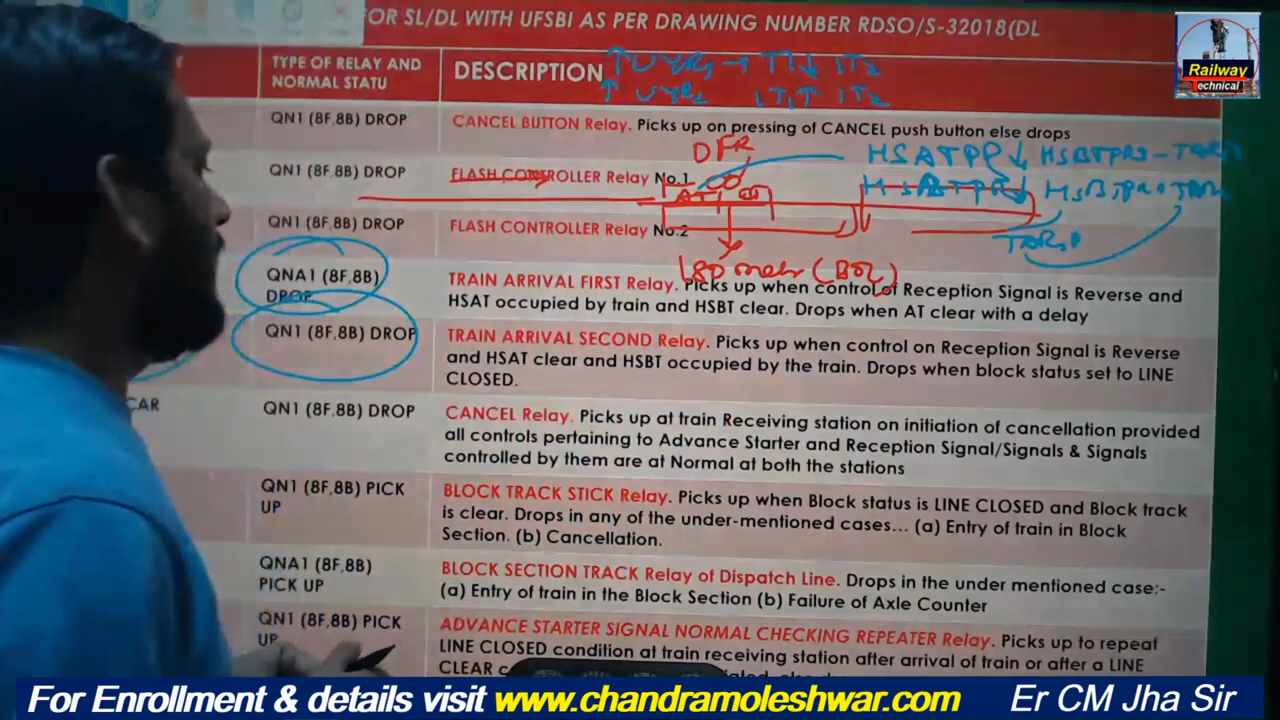 FOR SL/DL WITH UFSBI AS PER DRAWING NUMBER RDSO/S-32018(DL
Railway
Technical
TYPE OF RELAY AND
NORMAL STATU
DESCRIPTION
QN1 (8F,8B) DROP
CANCEL BUTTON Relay. Picks up on pressing of CANCEL push button else drops
DFR
HSATPR↓
QN1 (8F,8B) DROP
FLASH CONTROLLER Relay No.1
QN1 (8F,8B) DROP
FLASH CONTROLLER Relay No.2
180 meter (BOL)
QNA1 (8F,8B)
DROP
TRAIN ARRIVAL FIRST Relay. Picks up when control of Reception Signal is Reverse and
HSAT occupied by train and HSBT clear. Drops when AT clear with a delay
QN1 (8F,8B) DROP
TRAIN ARRIVAL SECOND Relay. Picks up when control on Reception Signal is Reverse
and HSAT clear and HSBT occupied by the train. Drops when block status set to LINE
CLOSED.
CAR
QN1 (8F,8B) DROP
CANCEL Relay. Picks up at train Receiving station on initiation of cancellation provided
all controls pertaining to Advance Starter and Reception Signal/Signals & Signals
controlled by them are at Normal at both the stations
QN1 (8F,8B) PICK
UP
BLOCK TRACK STICK Relay. Picks up when Block status is LINE CLOSED and Block track
is clear. Drops in any of the under-mentioned cases... (a) Entry of train in Block
Section. (b) Cancellation.
QNA1 (8F,8B)
PICK UP
BLOCK SECTION TRACK Relay of Dispatch Line. Drops in the under mentioned case:-
(a) Entry of train in the Block Section (b) Failure of Axle Counter
QN1 (8F,8B) PICK
UP
ADVANCE STARTER SIGNAL NORMAL CHECKING REPEATER Relay. Picks up to repeat
LINE CLOSED condition at train receiving station after arrival of train or after a LINE
CLEAR
For Enrollment & details visit www.chandramoleshwar.com Er CM Jha Sir